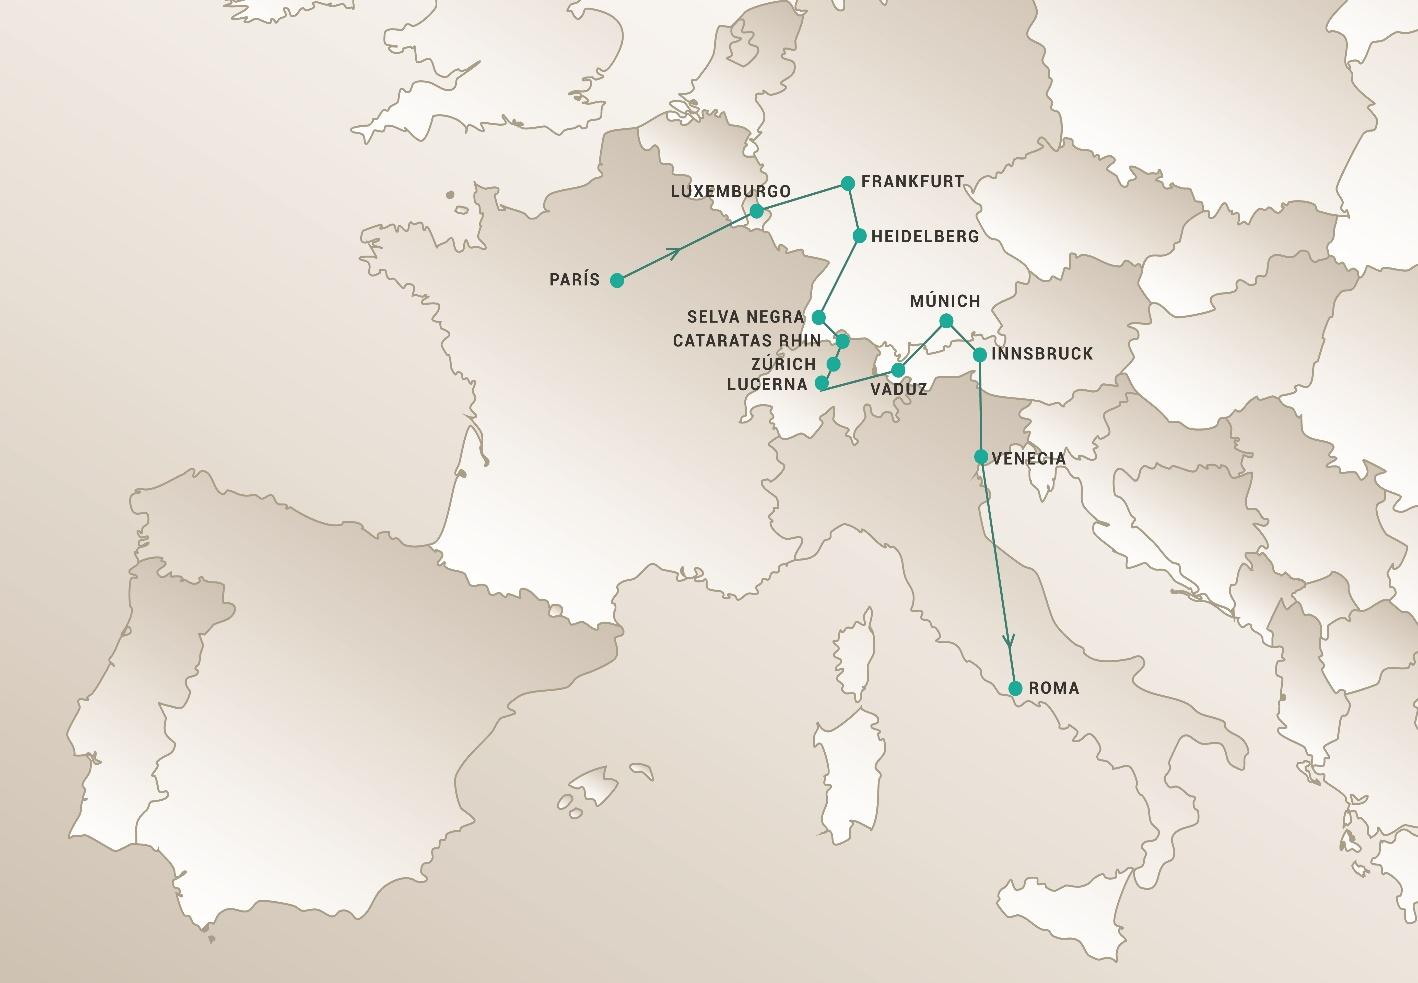 LUXEMBURGO
FRANKFURT
HEIDELBERG
PARÍS
MÚNICH
SELVA NEGRA
CATARATAS RHIN
INNSBRUCK
ZÚRICH
LUCERNA
VADUZ
VENECIA
ROMA